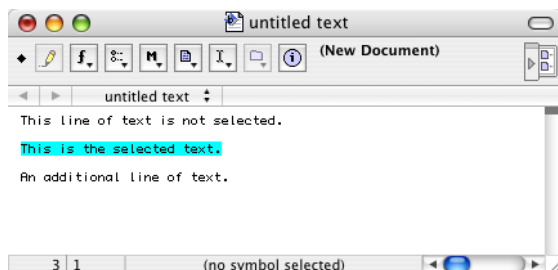 untitled text
(New Document)
untitled text
This line of text is not selected.
This is the selected text.
An additional line of text.
3 1 (no symbol selected)